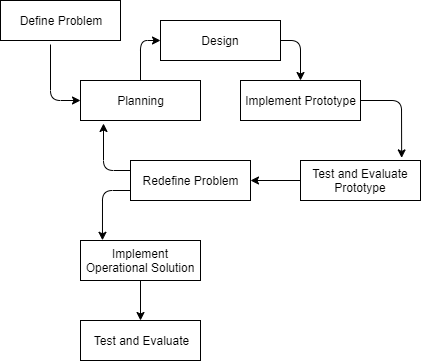 Define Problem
Design
Planning
Implement Prototype
Test and Evaluate
Prototype
Redefine Problem
Implement
Operational Solution
Test and Evaluate